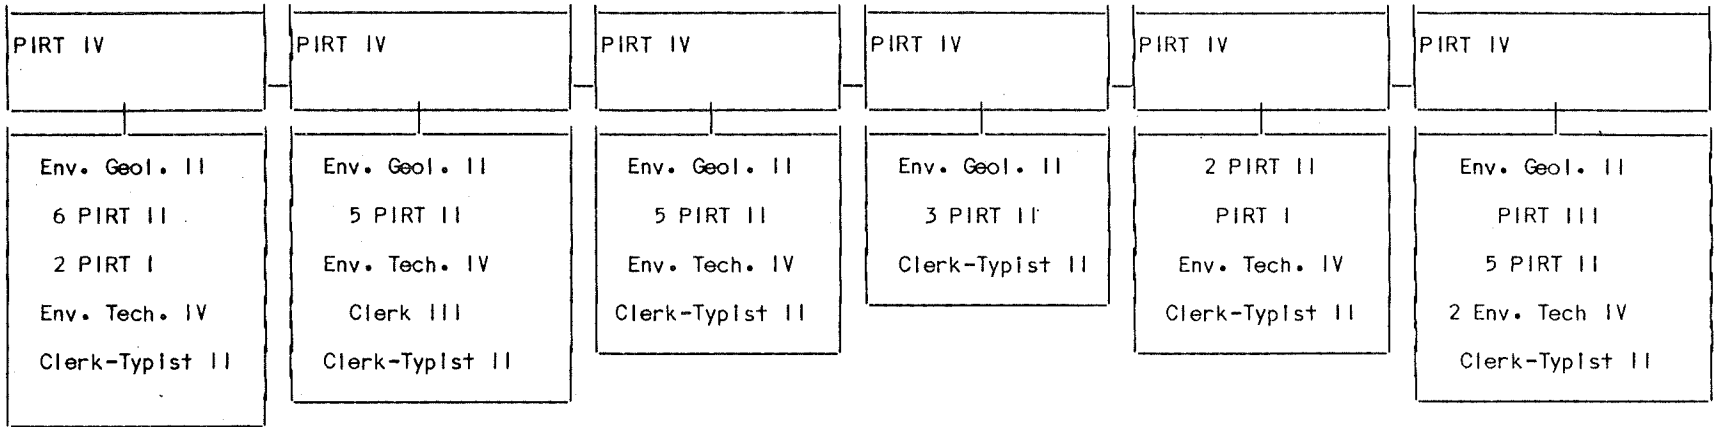 PIRT IV
PIRT IV
PIRT IV
PIRT IV
PIRT IV
PIRT IV
Env. Geol. II
6 PIRT II
2 PIRT I
Env. Tech. IV
Clerk-Typist II
Env. Geol. II
5 PIRT II
Env. Tech. IV
Clerk III
Clerk-Typist II
Env. Geol. II
5 PIRT II
Env. Tech. IV
Clerk-Typist II
Env. Geol. II
3 PIRT II
Clerk-Typist II
2 PIRT II
PIRT I
Env. Tech. IV
Clerk-Typist II
Env. Geol. II
PIRT III
5 PIRT II
2 Env. Tech IV
Clerk-Typist II